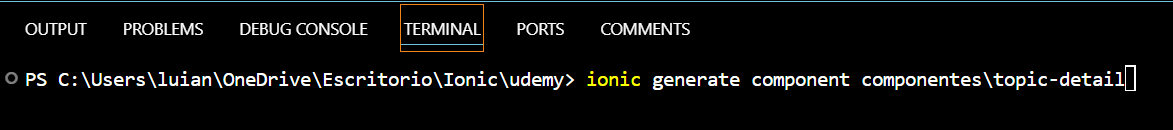 OUTPUT PROBLEMS DEBUG CONSOLE TERMINAL PORTS COMMENTS
PS C:\Users\luian\OneDrive\Escritorio\Ionic\udemy> ionic generate component componentes\topic-detail